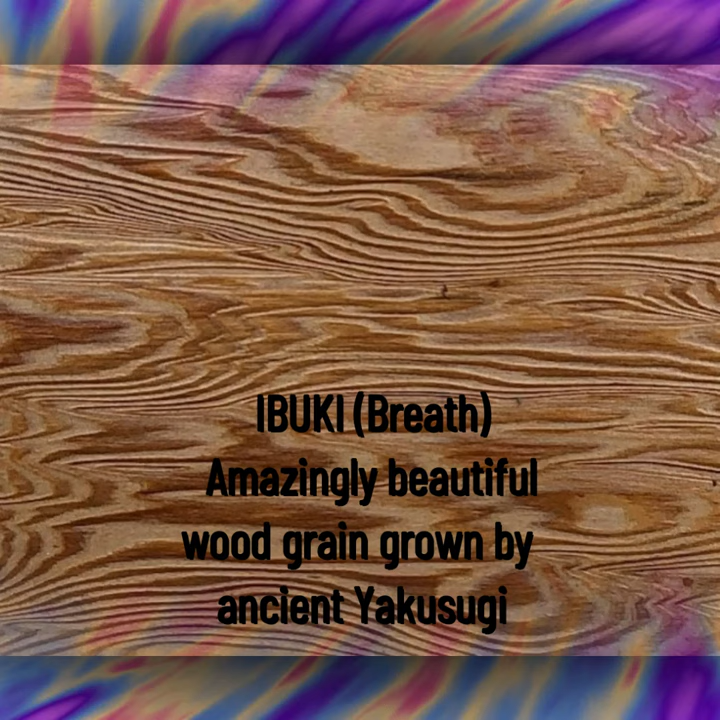 IBUKI (Breath)
Amazingly beautiful
wood grain grown by
ancient Yakusugi